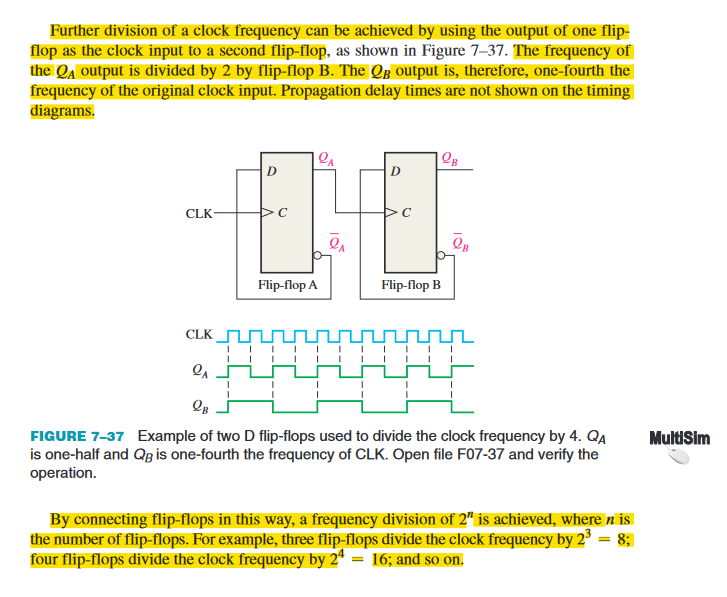 Further division of a clock frequency can be achieved by using the output of one flip-
flop as the clock input to a second flip-flop, as shown in Figure 7–37. The frequency of
the Q_A output is divided by 2 by flip-flop B. The Q_B output is, therefore, one-fourth the
frequency of the original clock input. Propagation delay times are not shown on the timing
diagrams.
Q_A
Q_B
D
D
CLK
C
C
Q̅_A
Q̅_B
Flip-flop A
Flip-flop B
CLK
Q_A
Q_B
FIGURE 7–37 Example of two D flip-flops used to divide the clock frequency by 4. Q_A
is one-half and Q_B is one-fourth the frequency of CLK. Open file F07-37 and verify the
operation.
MultiSim
By connecting flip-flops in this way, a frequency division of 2ⁿ is achieved, where n is
the number of flip-flops. For example, three flip-flops divide the clock frequency by 2³ = 8;
four flip-flops divide the clock frequency by 2⁴ = 16; and so on.